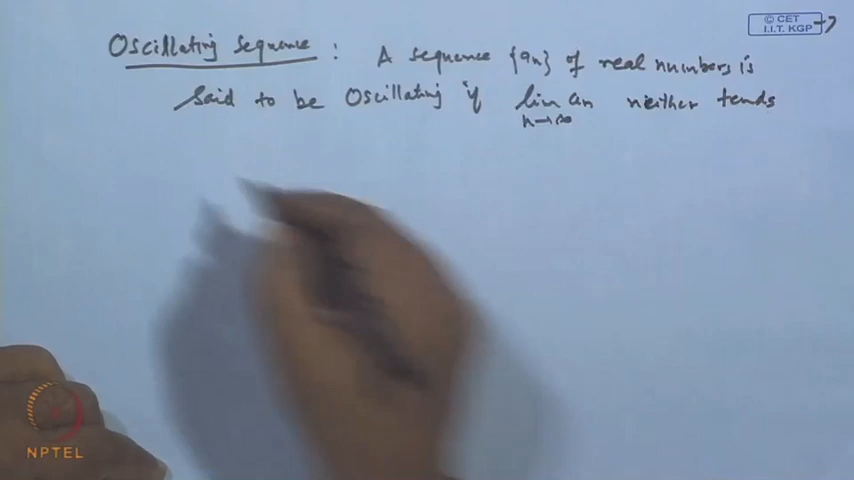 Oscillating Sequence : A sequence {an} of real numbers is
said to be Oscillating if lim an neither tends
n→∞
© CET
I.I.T. KGP
NPTEL